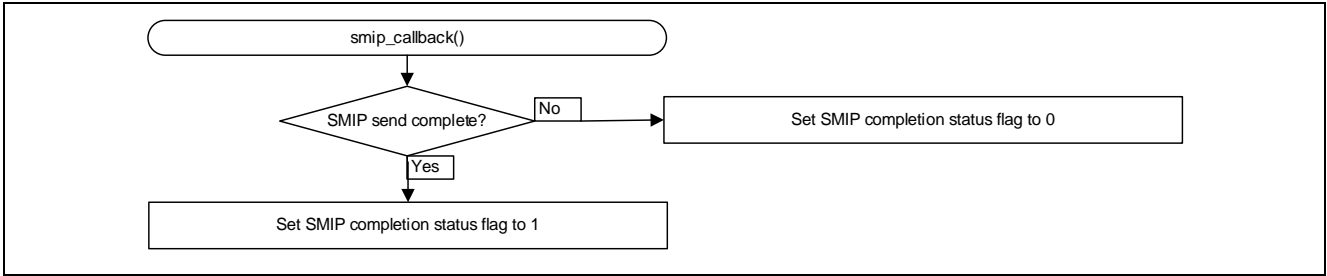 smip_callback()
SMIP send complete?
No
Set SMIP completion status flag to 0
Yes
Set SMIP completion status flag to 1